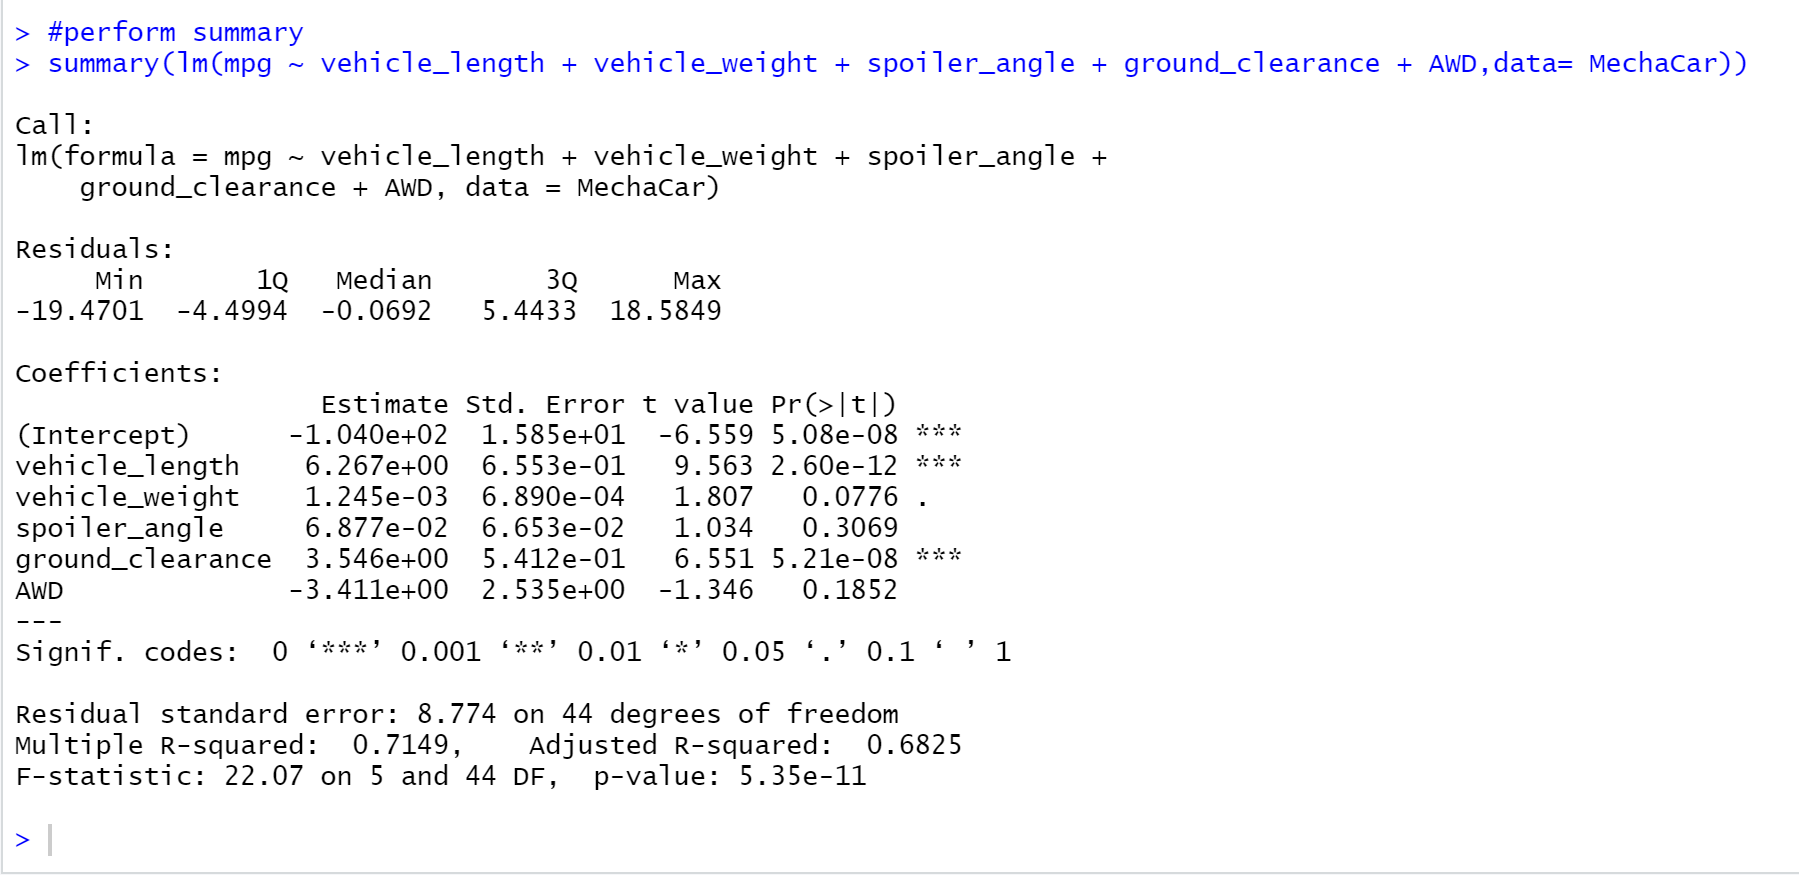 > #perform summary
> summary(lm(mpg ~ vehicle_length + vehicle_weight + spoiler_angle + ground_clearance + AWD,data= MechaCar))
Call:
lm(formula = mpg ~ vehicle_length + vehicle_weight + spoiler_angle +
    ground_clearance + AWD, data = MechaCar)
Residuals:
     Min       1Q   Median       3Q      Max
-19.4701  -4.4994  -0.0692   5.4433  18.5849
Coefficients:
                   Estimate Std. Error t value Pr(>|t|)
(Intercept)      -1.040e+02  1.585e+01  -6.559 5.08e-08 ***
vehicle_length    6.267e+00  6.553e-01   9.563 2.60e-12 ***
vehicle_weight    1.245e-03  6.890e-04   1.807   0.0776 .
spoiler_angle     6.877e-02  6.653e-02   1.034   0.3069
ground_clearance  3.546e+00  5.412e-01   6.551 5.21e-08 ***
AWD              -3.411e+00  2.535e+00  -1.346   0.1852
---
Signif. codes:  0 ‘***’ 0.001 ‘**’ 0.01 ‘*’ 0.05 ‘.’ 0.1 ‘ ’ 1
Residual standard error: 8.774 on 44 degrees of freedom
Multiple R-squared:  0.7149,    Adjusted R-squared:  0.6825
F-statistic: 22.07 on 5 and 44 DF,  p-value: 5.35e-11
>